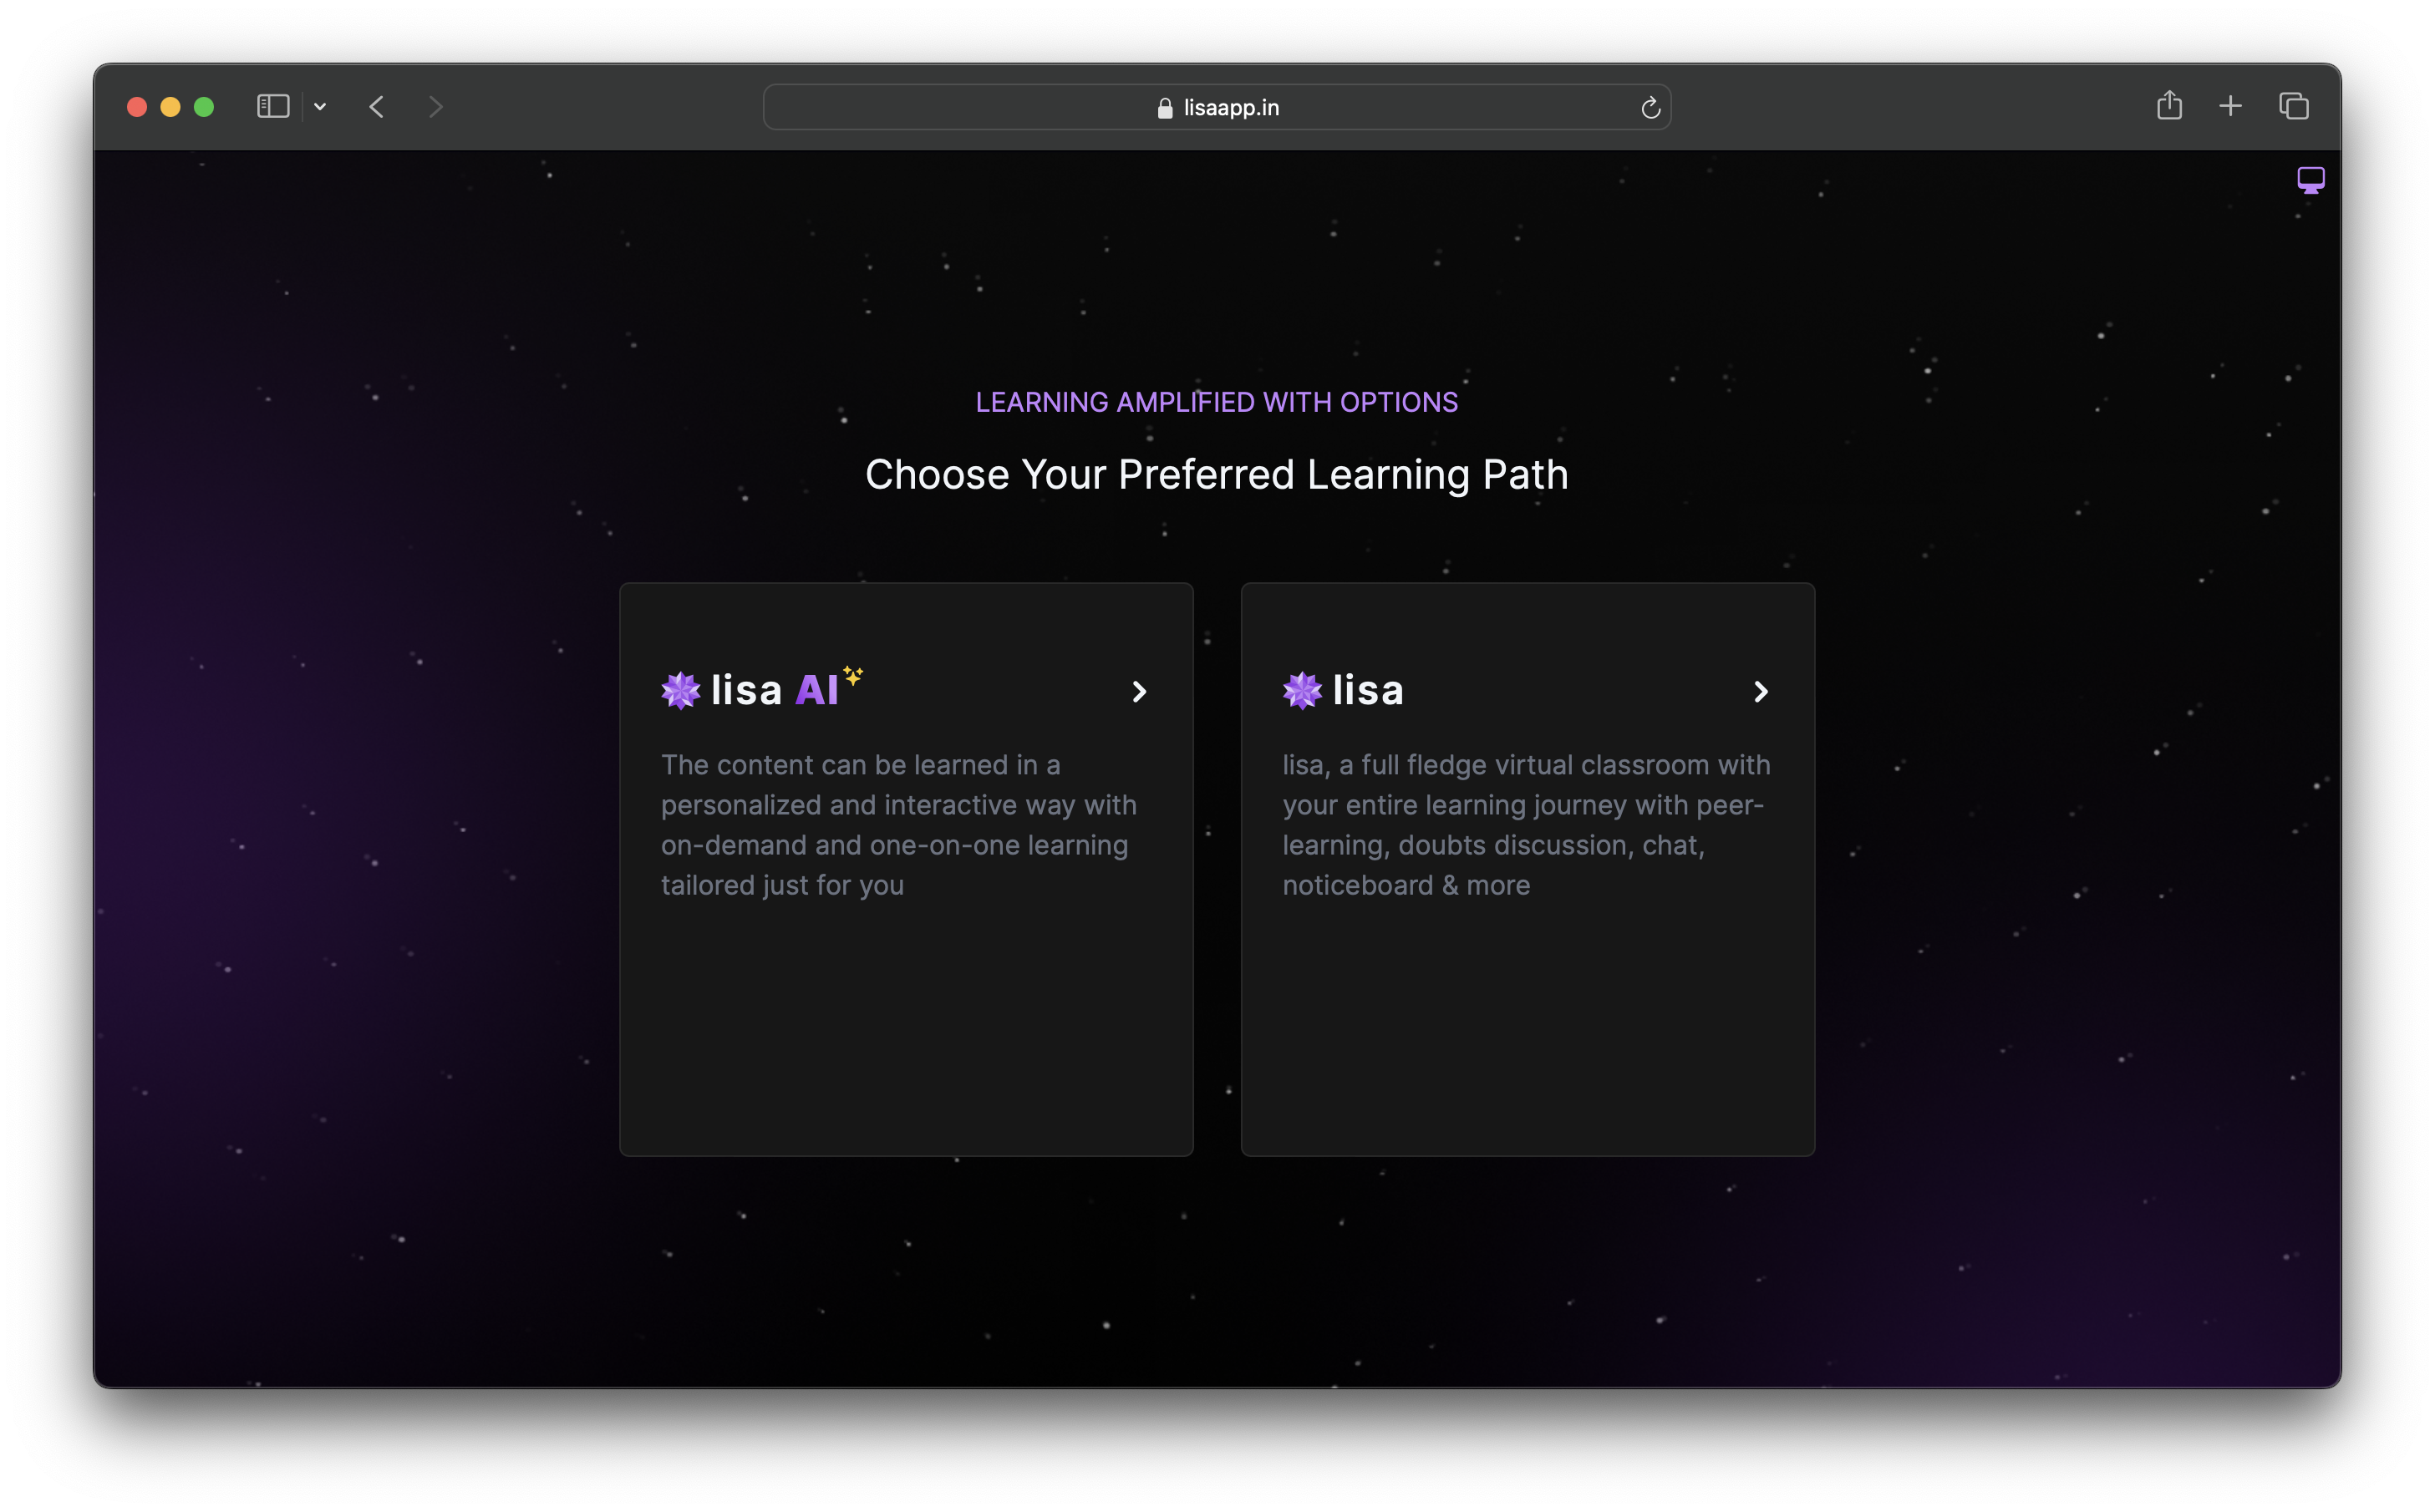 lisaapp.in
LEARNING AMPLIFIED WITH OPTIONS
Choose Your Preferred Learning Path
lisa AI
The content can be learned in a
personalized and interactive way with
on-demand and one-on-one learning
tailored just for you
lisa
lisa, a full fledge virtual classroom with
your entire learning journey with peer-
learning, doubts discussion, chat,
noticeboard & more